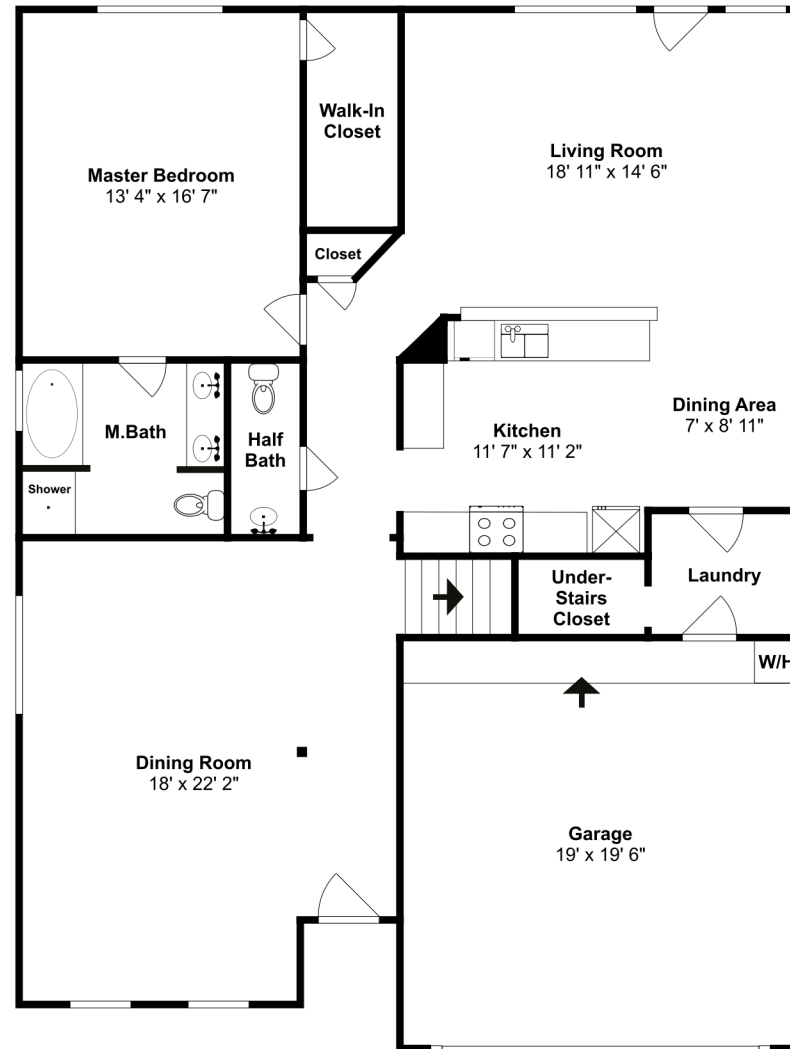 Walk-In
Closet
Master Bedroom
13' 4" x 16' 7"
Living Room
18' 11" x 14' 6"
Closet
M.Bath
Half
Bath
Kitchen
11' 7" x 11' 2"
Dining Area
7' x 8' 11"
Shower
Under-
Stairs
Closet
Laundry
W/H
Dining Room
18' x 22' 2"
Garage
19' x 19' 6"